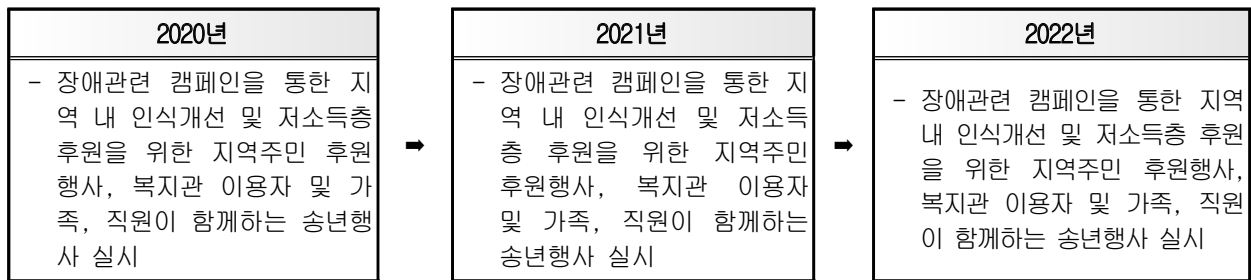 2020년
- 장애관련 캠페인을 통한 지
역 내 인식개선 및 저소득층
후원을 위한 지역주민 후원
행사, 복지관 이용자 및 가
족, 직원이 함께하는 송년행
사 실시
➡
2021년
- 장애관련 캠페인을 통한 지
역 내 인식개선 및 저소득
층 후원을 위한 지역주민
후원행사, 복지관 이용자
및 가족, 직원이 함께하는
송년행사 실시
➡
2022년
- 장애관련 캠페인을 통한 지역
내 인식개선 및 저소득층 후원
을 위한 지역주민 후원행사,
복지관 이용자 및 가족, 직원
이 함께하는 송년행사 실시